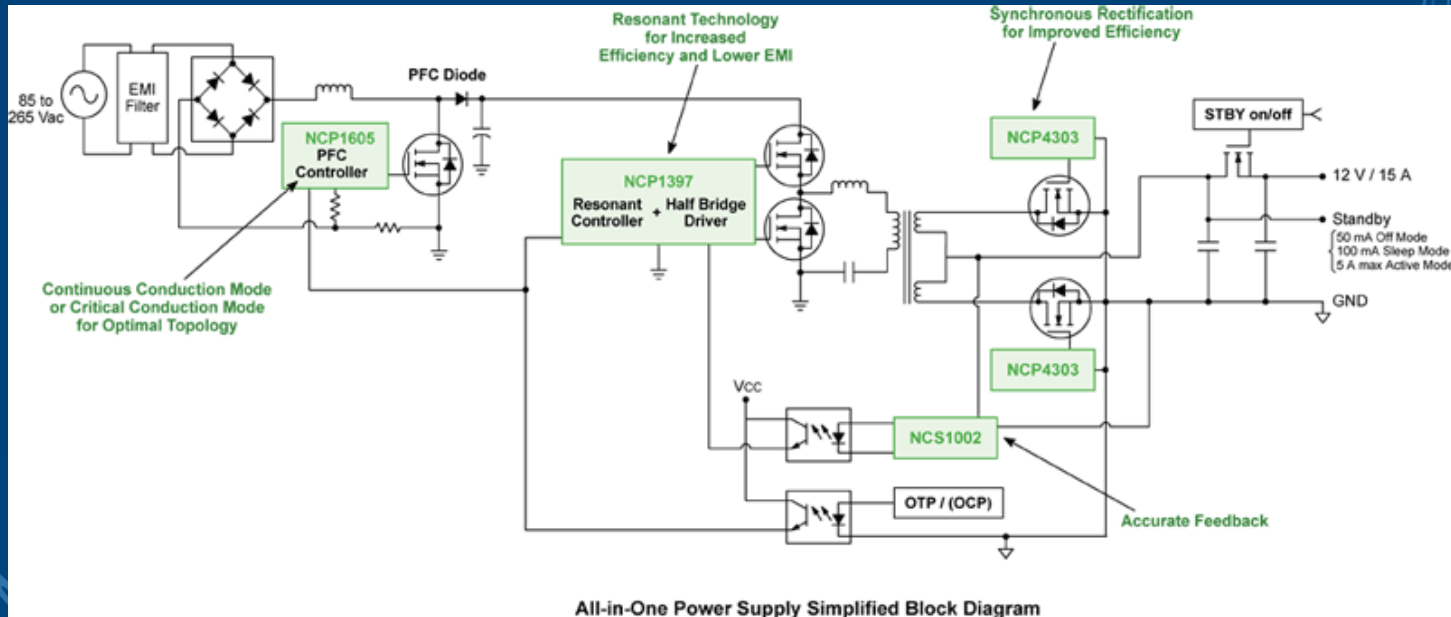 Resonant Technology
for Increased
Efficiency and Lower EMI
Synchronous Rectification
for Improved Efficiency
85 to
265 Vac
EMI
Filter
PFC Diode
NCP1605
PFC
Controller
NCP1397
Resonant
Controller
+
Half Bridge
Driver
NCP4303
STBY on/off
12 V / 15 A
Standby
50 mA Off Mode
100 mA Sleep Mode
5 A max Active Mode
GND
Continuous Conduction Mode
or Critical Conduction Mode
for Optimal Topology
NCP4303
Vcc
NCS1002
OTP / (OCP)
Accurate Feedback
All-in-One Power Supply Simplified Block Diagram